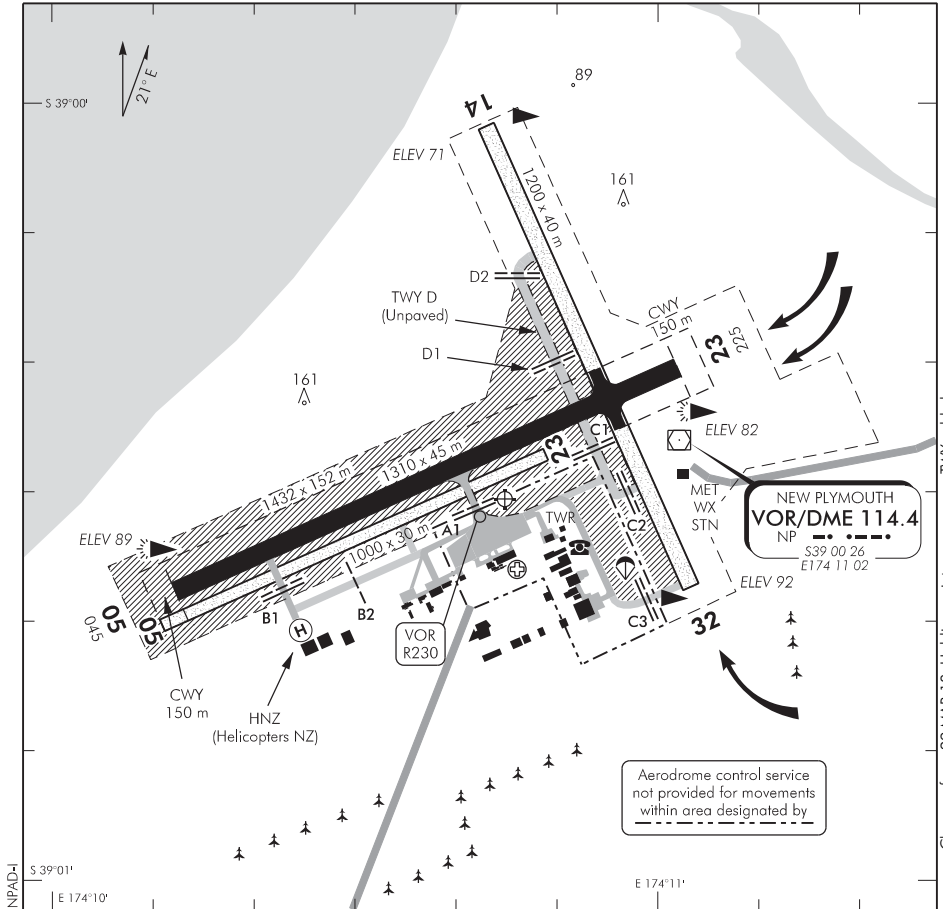 21° E
S 39°00'
14
89
ELEV 71
161
1200 x 40 m
D2
TWY D
(Unpaved)
D1
CWY
150 m
23
225
161
C1
ELEV 82
23
1310 x 45 m
1432 x 152 m
MET
WX
STN
NEW PLYMOUTH
VOR/DME 114.4
NP
S39 00 26
E174 11 02
TWR
C2
A1
1000 x 30 m
ELEV 89
ELEV 92
05
045
05
B1
B2
H
VOR
R230
C3
32
CWY
150 m
HNZ
(Helicopters NZ)
Aerodrome control service
not provided for movements
within area designated by
S 39°01'
E 174°10'
E 174°11'
NPAD-I